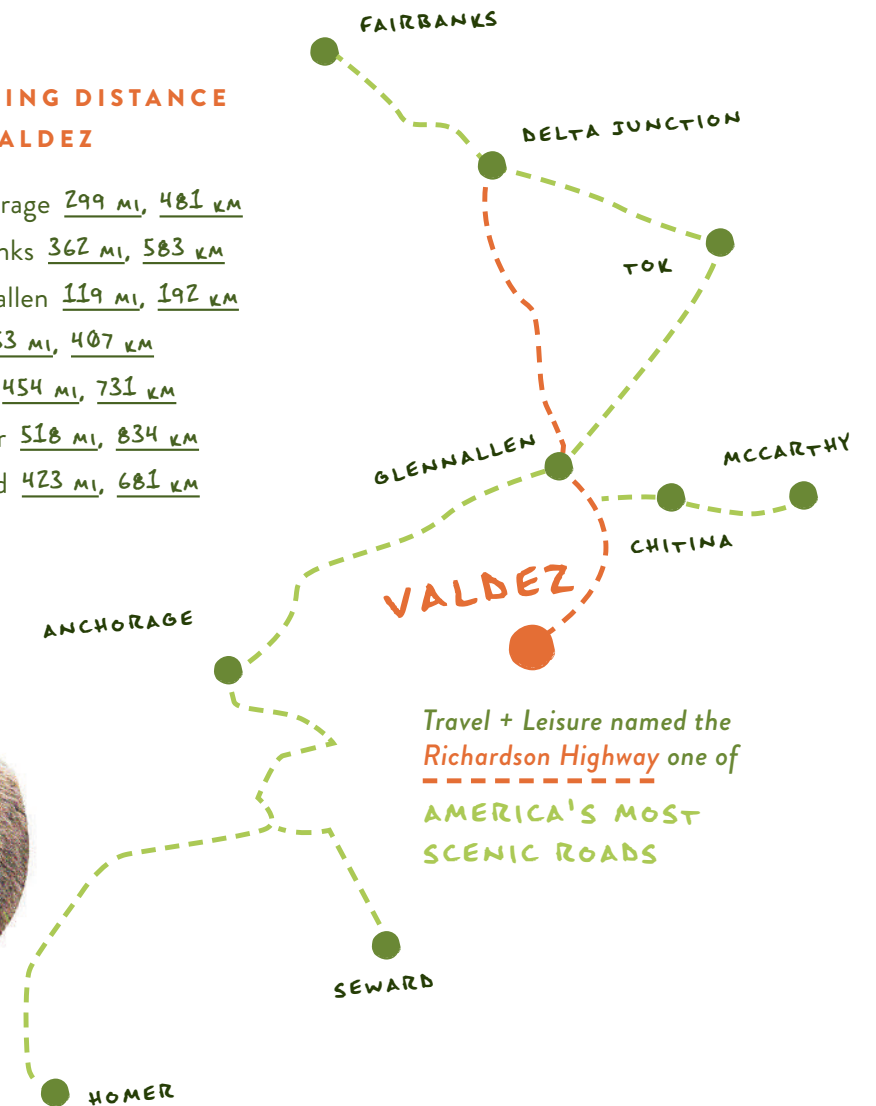 FAIRBANKS
ING DISTANCE
ALDEZ
DELTA JUNCTION
rage 299 MI, 481 KM
nks 362 MI, 583 KM
TOK
allen 119 MI, 192 KM
53 MI, 407 KM
454 MI, 731 KM
r 518 MI, 834 KM
d 423 MI, 681 KM
GLENNALLEN
MCCARTHY
CHITINA
VALDEZ
ANCHORAGE
Travel + Leisure named the
Richardson Highway one of
AMERICA'S MOST
SCENIC ROADS
SEWARD
HOMER